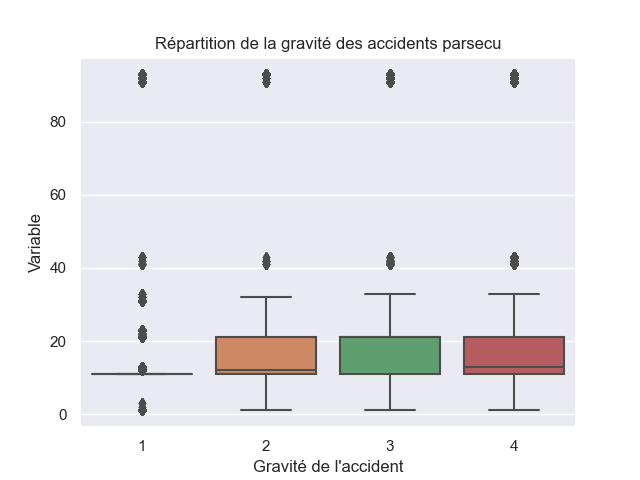 Répartition de la gravité des accidents parsecu
Variable
80
60
40
20
0
1 2 3 4
Gravité de l'accident